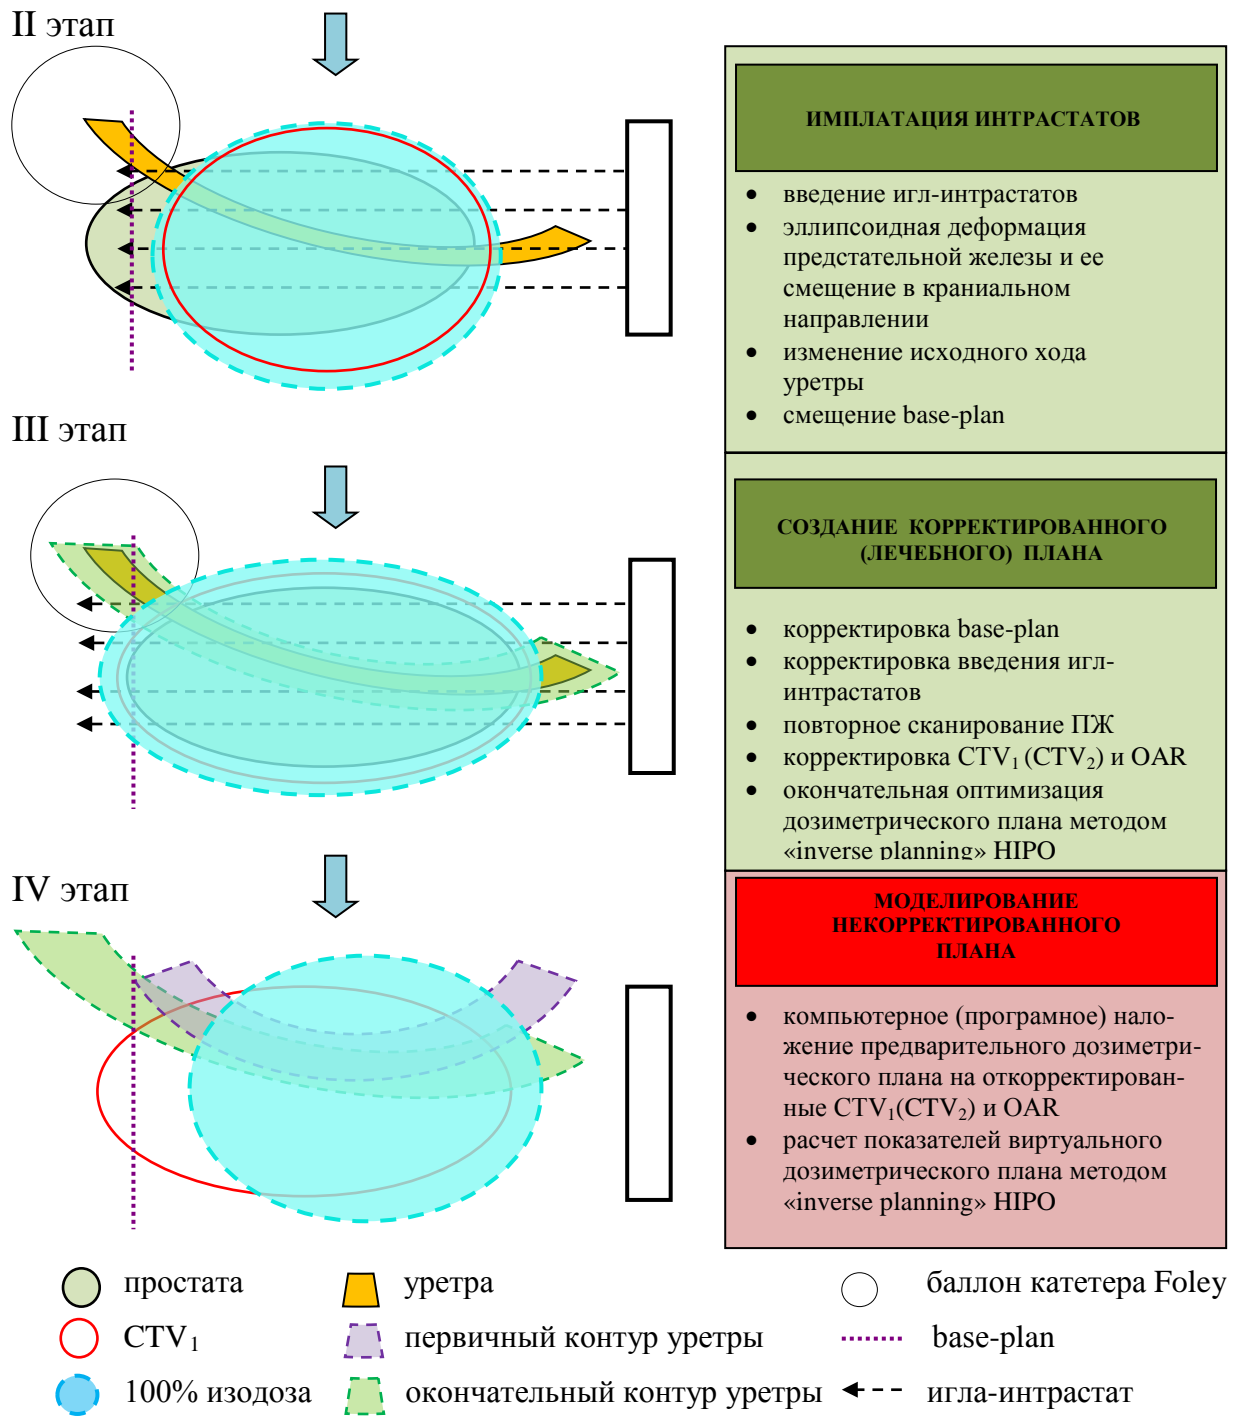 II этап
ИМПЛАТАЦИЯ ИНТРАСТАТОВ
• введение игл-интрастатов
• эллипсоидная деформация
предстательной железы и ее
смещение в краниальном
направлении
• изменение исходного хода
уретры
• смещение base-plan
III этап
СОЗДАНИЕ КОРРЕКТИРОВАННОГО
(ЛЕЧЕБНОГО) ПЛАНА
• корректировка base-plan
• корректировка введения игл-
интрастатов
• повторное сканирование ПЖ
• корректировка CTV₁ (CTV₂) и OAR
• окончательная оптимизация
дозиметрического плана методом
«inverse planning» HIPO
IV этап
МОДЕЛИРОВАНИЕ
НЕКОРРЕКТИРОВАННОГО
ПЛАНА
• компьютерное (програмное) нало-
жение предварительного дозиметри-
ческого плана на откорректирован-
ные CTV₁(CTV₂) и OAR
• расчет показателей виртуального
дозиметрического плана методом
«inverse planning» HIPO
простата
уретра
баллон катетера Foley
CTV₁
первичный контур уретры
base-plan
100% изодоза
окончательный контур уретры
игла-интрастат